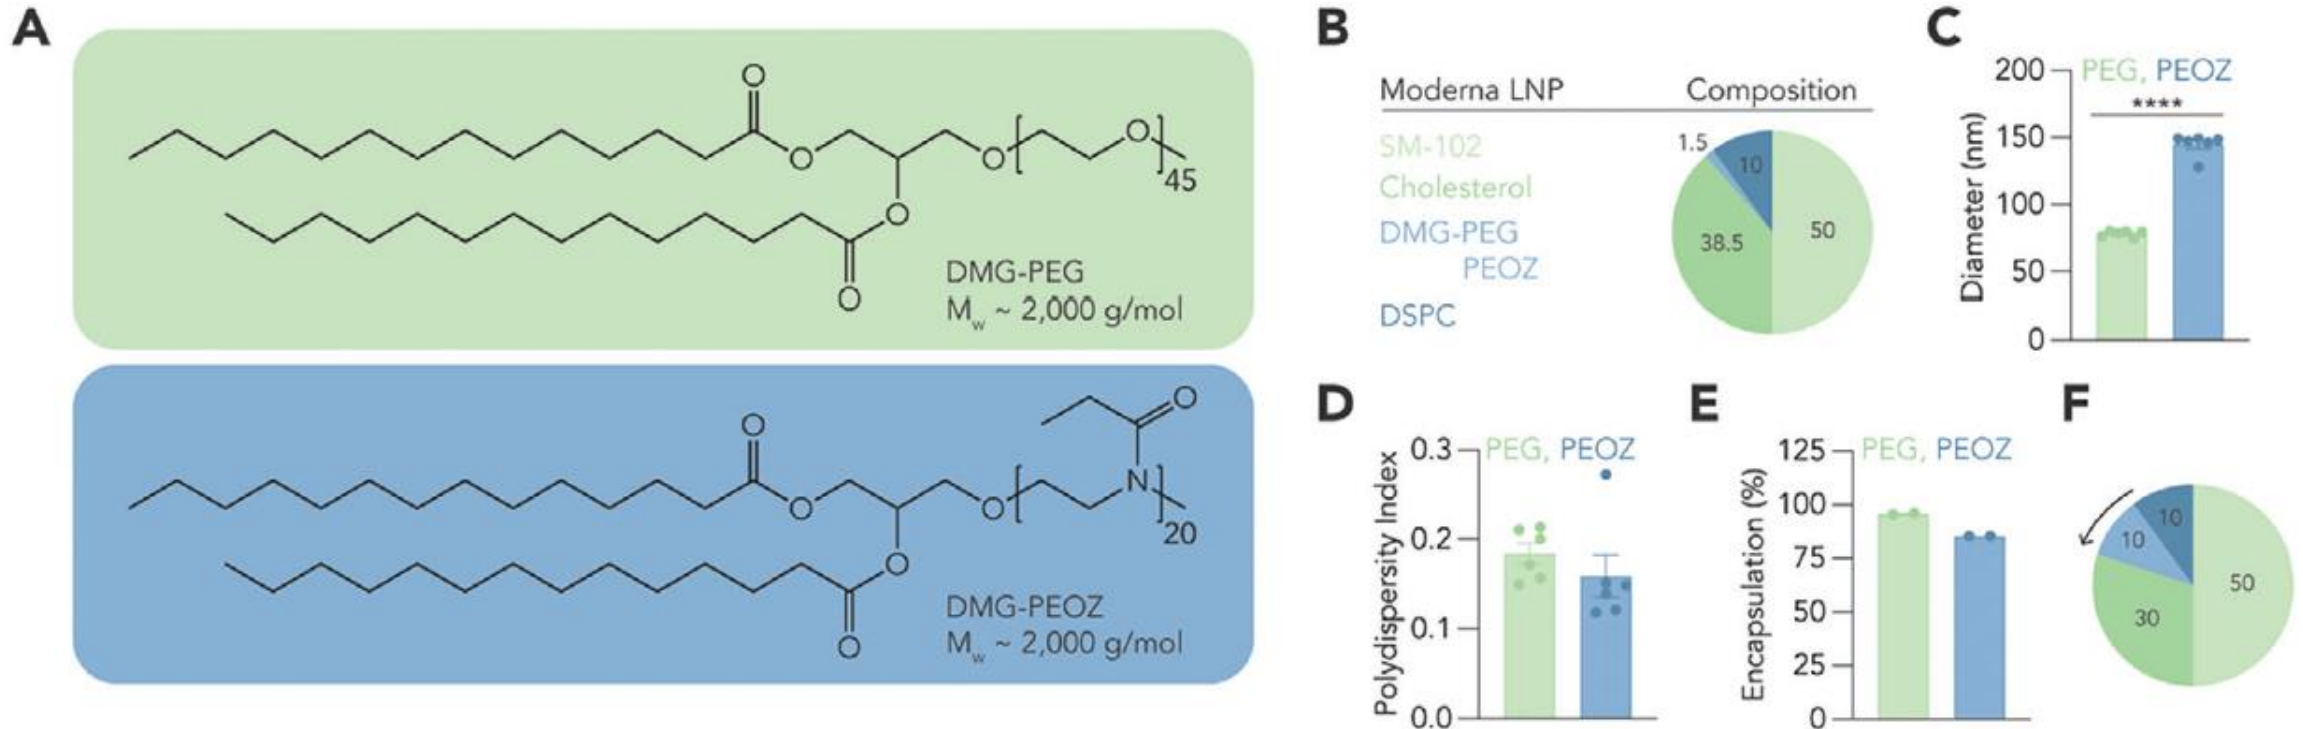 A
O
O
O
O
45
O
O
DMG-PEG
Mw ~ 2,000 g/mol
O
O
N
O
O
20
O
O
DMG-PEOZ
Mw ~ 2,000 g/mol
B
Moderna LNP Composition
SM-102
Cholesterol
DMG-PEG
PEOZ
DSPC
1.5
10
38.5
50
C
PEG, PEOZ
****
Diameter (nm)
200
150
100
50
0
D
PEG, PEOZ
Polydispersity Index
0.3
0.2
0.1
0.0
E
PEG, PEOZ
Encapsulation (%)
125
100
75
50
25
0
F
10
10
30
50